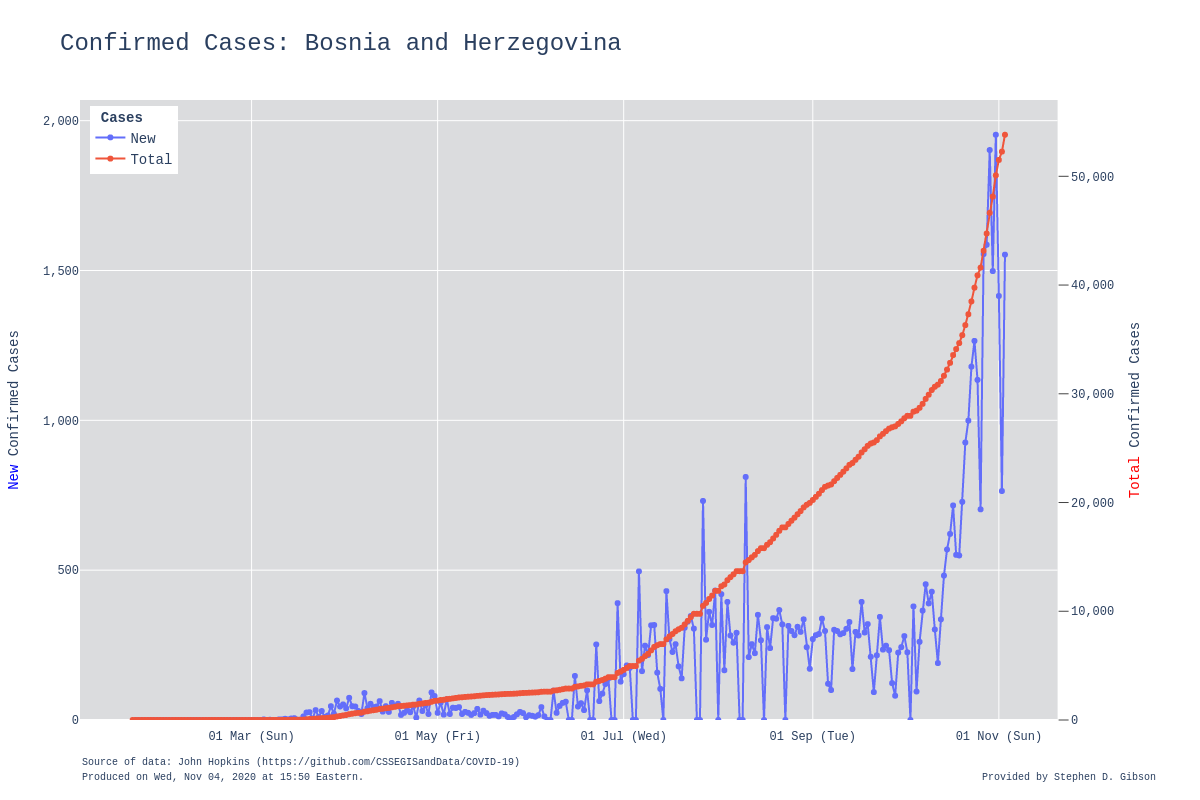 Confirmed Cases: Bosnia and Herzegovina
Cases
New
Total
2,000
1,500
1,000
500
0
50,000
40,000
30,000
20,000
10,000
0
New Confirmed Cases
Total Confirmed Cases
01 Mar (Sun)
01 May (Fri)
01 Jul (Wed)
01 Sep (Tue)
01 Nov (Sun)
Source of data: John Hopkins (https://github.com/CSSEGISandData/COVID-19)
Produced on Wed, Nov 04, 2020 at 15:50 Eastern.
Provided by Stephen D. Gibson